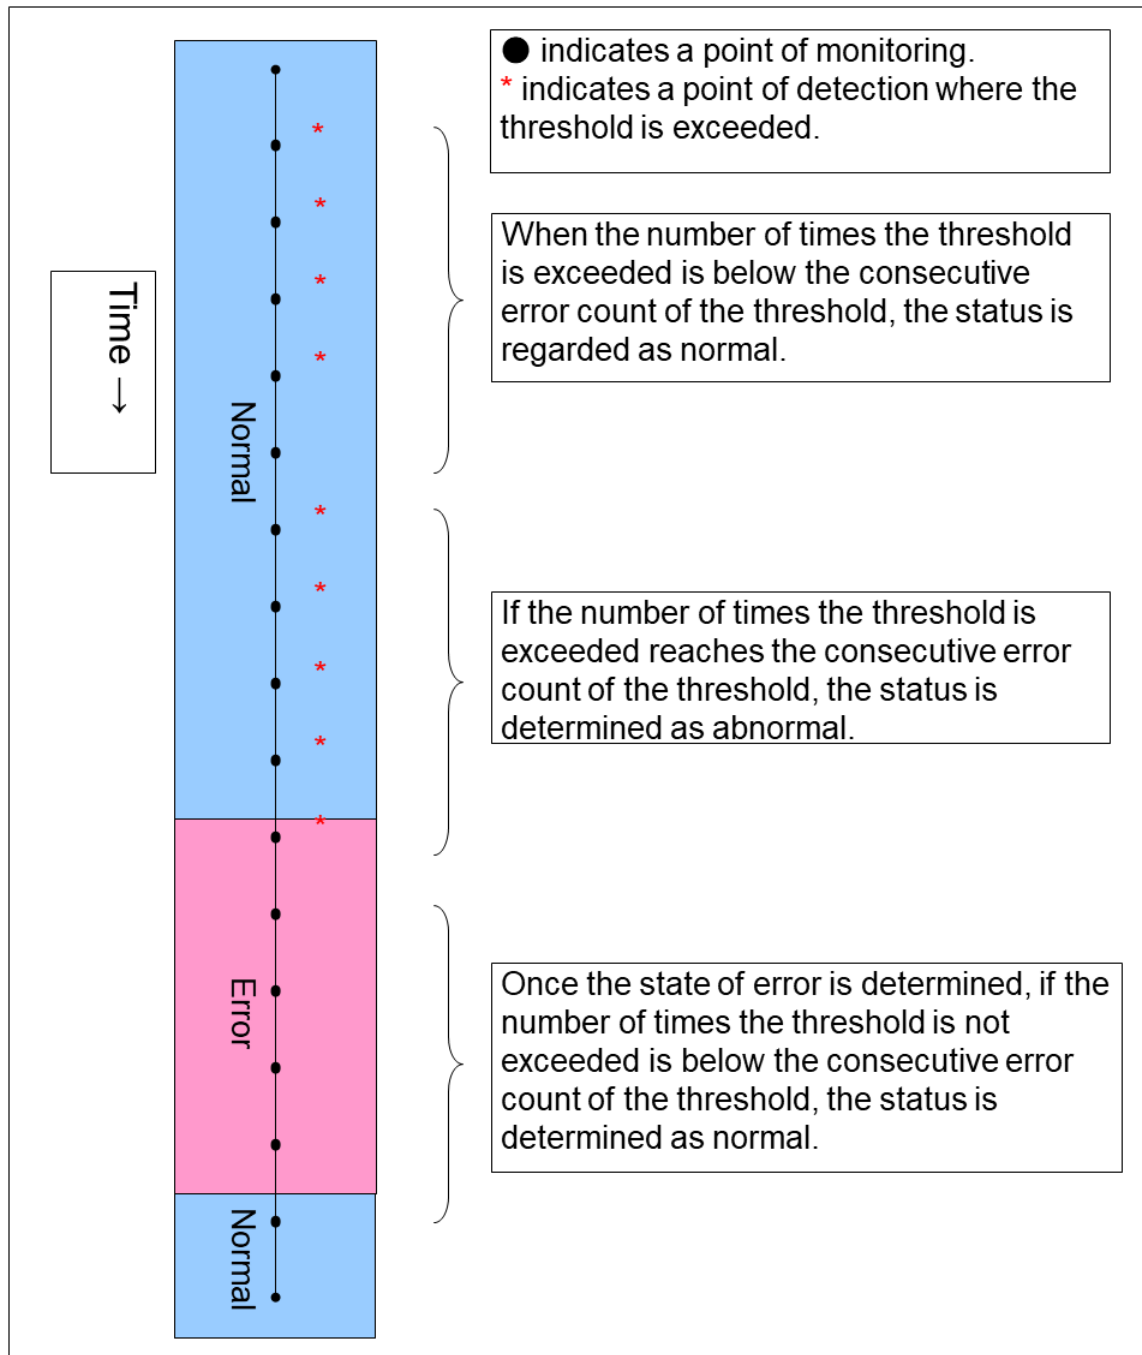 ● indicates a point of monitoring.
* indicates a point of detection where the
threshold is exceeded.
When the number of times the threshold
is exceeded is below the consecutive
error count of the threshold, the status is
regarded as normal.
Time →
Normal
If the number of times the threshold is
exceeded reaches the consecutive error
count of the threshold, the status is
determined as abnormal.
Error
Once the state of error is determined, if the
number of times the threshold is not
exceeded is below the consecutive error
count of the threshold, the status is
determined as normal.
Normal